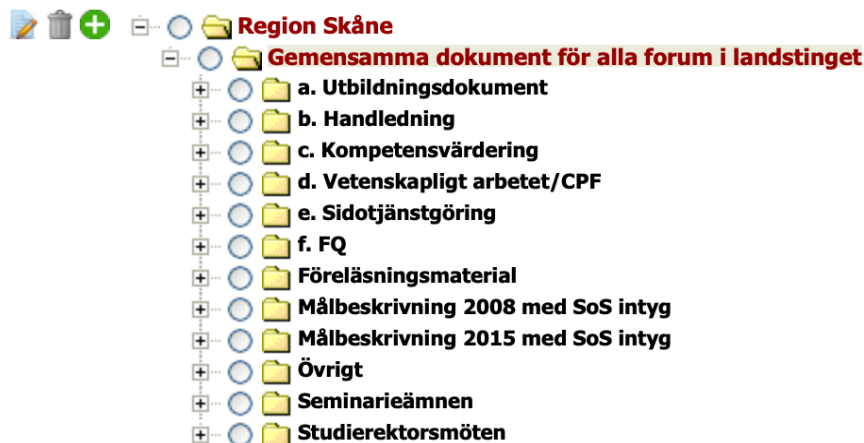 Region Skåne
Gemensamma dokument för alla forum i landstinget
a. Utbildningsdokument
b. Handledning
c. Kompetensvärdering
d. Vetenskapligt arbetet/CPF
e. Sidotjänstgöring
f. FQ
Föreläsningsmaterial
Målbeskrivning 2008 med SoS intyg
Målbeskrivning 2015 med SoS intyg
Övrigt
Seminarieämnen
Studierektorsmöten